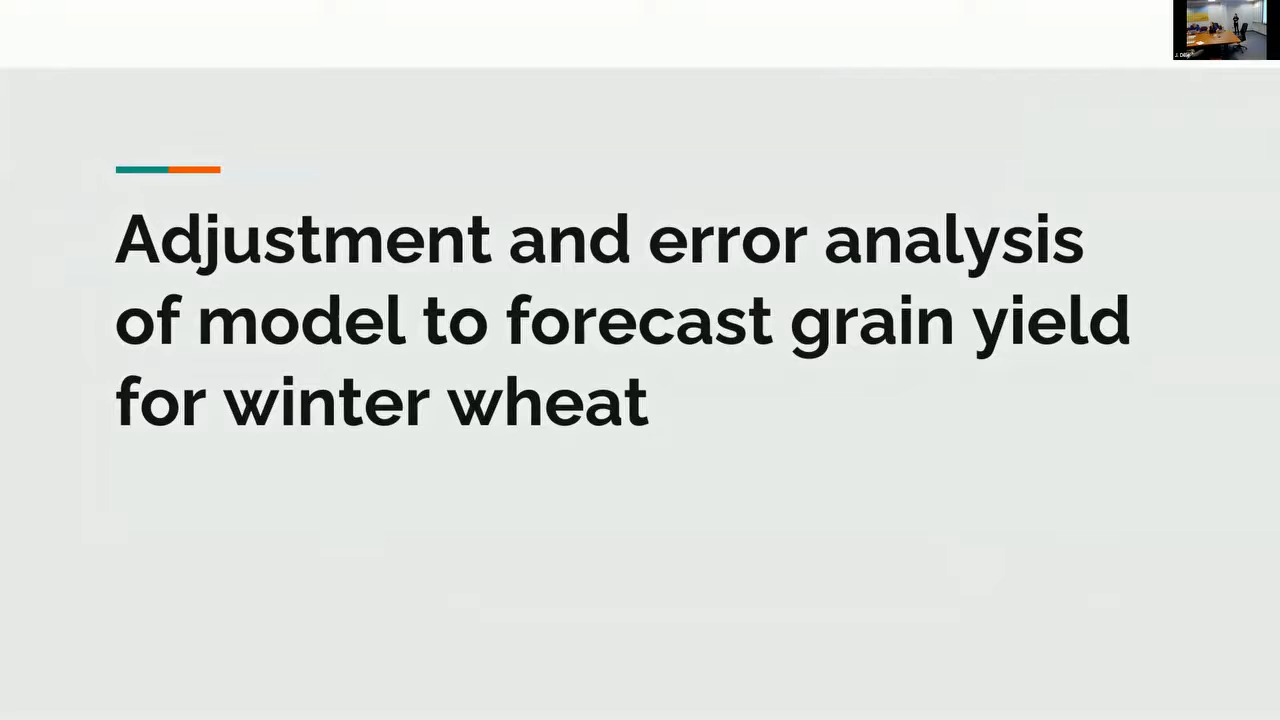 Adjustment and error analysis
of model to forecast grain yield
for winter wheat